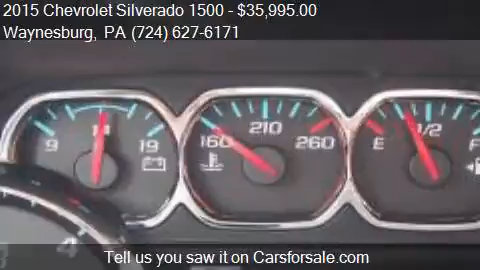 2015 Chevrolet Silverado 1500 - $35,995.00
Waynesburg, PA (724) 627-6171
9 19
160 210 260
E 1/2 F
4
Tell us you saw it on Carsforsale.com